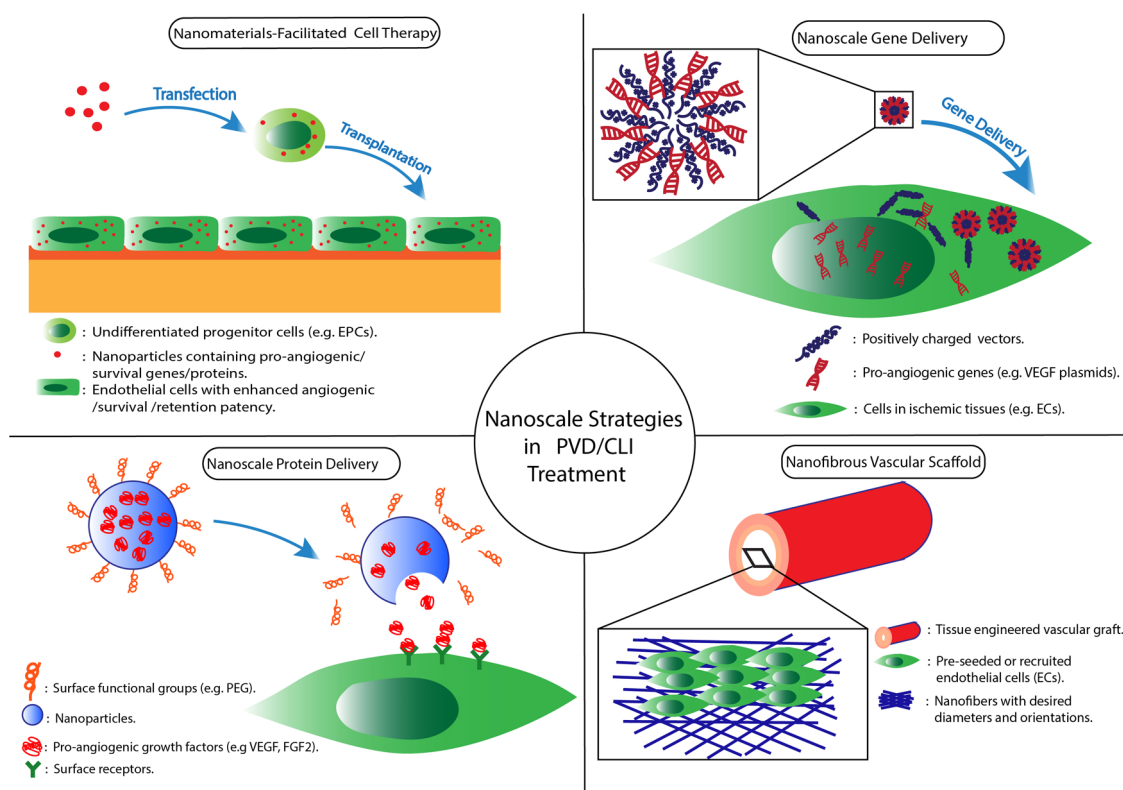 Nanomaterials-Facilitated Cell Therapy
Transfection
Transplantation
: Undifferentiated progenitor cells (e.g. EPCs).
: Nanoparticles containing pro-angiogenic/
survival genes/proteins.
: Endothelial cells with enhanced angiogenic
/survival /retention patency.
Nanoscale Gene Delivery
Gene Delivery
: Positively charged vectors.
: Pro-angiogenic genes (e.g. VEGF plasmids).
: Cells in ischemic tissues (e.g. ECs).
Nanoscale Strategies
in PVD/CLI
Treatment
Nanoscale Protein Delivery
: Surface functional groups (e.g. PEG).
: Nanoparticles.
: Pro-angiogenic growth factors (e.g VEGF, FGF2).
: Surface receptors.
Nanofibrous Vascular Scaffold
: Tissue engineered vascular graft.
: Pre-seeded or recruited
endothelial cells (ECs).
: Nanofibers with desired
diameters and orientations.